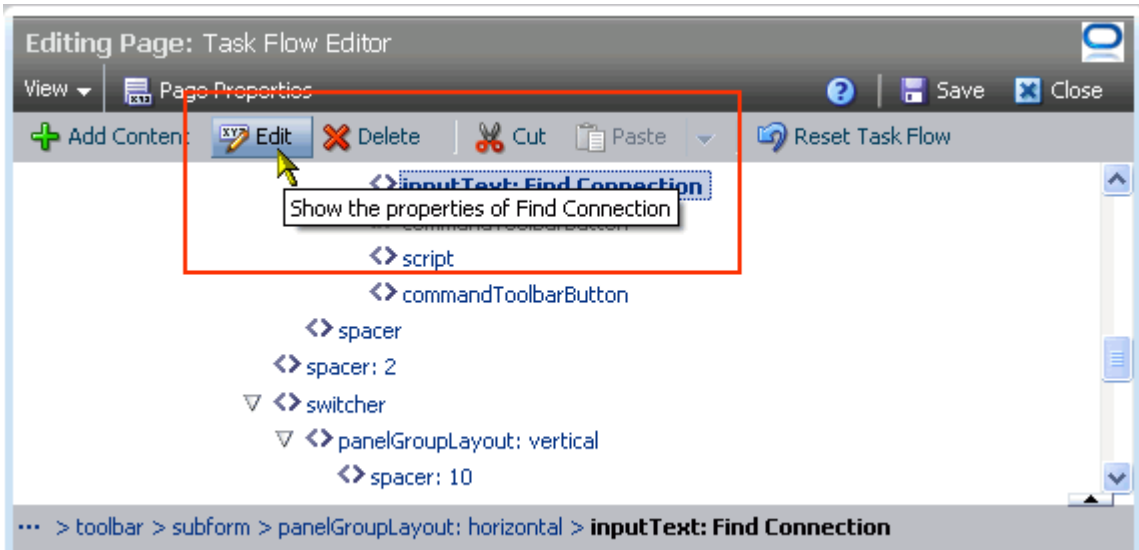 Editing Page: Task Flow Editor
View Page Properties Save Close
Add Content Edit Delete Cut Paste Reset Task Flow
inputText: Find Connection
Show the properties of Find Connection
commandToolbarButton
script
commandToolbarButton
spacer
spacer: 2
switcher
panelGroupLayout: vertical
spacer: 10
... > toolbar > subform > panelGroupLayout: horizontal > inputText: Find Connection